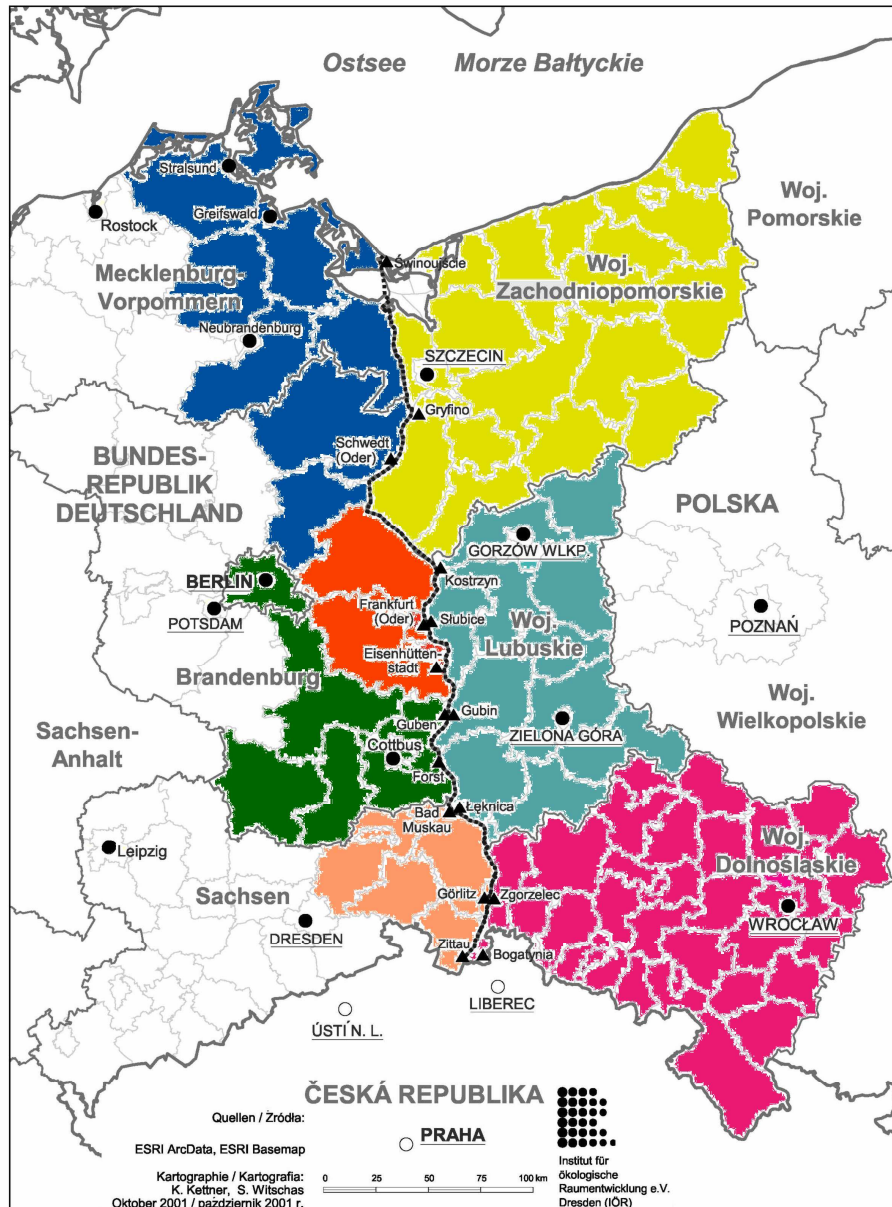 Ostsee Morze Bałtyckie
Stralsund
Rostock
Greifswald
Woj.
Pomorskie
Świnoujście
Mecklenburg-
Vorpommern
Woj.
Zachodniopomorskie
Neubrandenburg
SZCZECIN
Gryfino
Schwedt
(Oder)
BUNDES-
REPUBLIK
DEUTSCHLAND
POLSKA
GORZÓW WLKP
Kostrzyn
BERLIN
POTSDAM
Frankfurt
(Oder)
Słubice
Woj.
Lubuskie
POZNAŃ
Eisenhütten-
stadt
Brandenburg
Woj.
Wielkopolskie
Guben
Gubin
ZIELONA GÓRA
Sachsen-
Anhalt
Cottbus
Forst
Bad
Muskau
Łęknica
Leipzig
Woj.
Dolnośląskie
Sachsen
Görlitz
Zgorzelec
WROCŁAW
DRESDEN
Zittau
Bogatynia
LIBEREC
ÚSTÍ N. L.
ČESKÁ REPUBLIKA
PRAHA
Quellen / Źródła:
ESRI ArcData, ESRI Basemap
Kartographie / Kartografia:
K. Kettner, S. Witschas
Oktober 2001 / październik 2001 r.
0 25 50 75 100 km
Institut für
ökologische
Raumentwicklung e.V.
Dresden (IÖR)